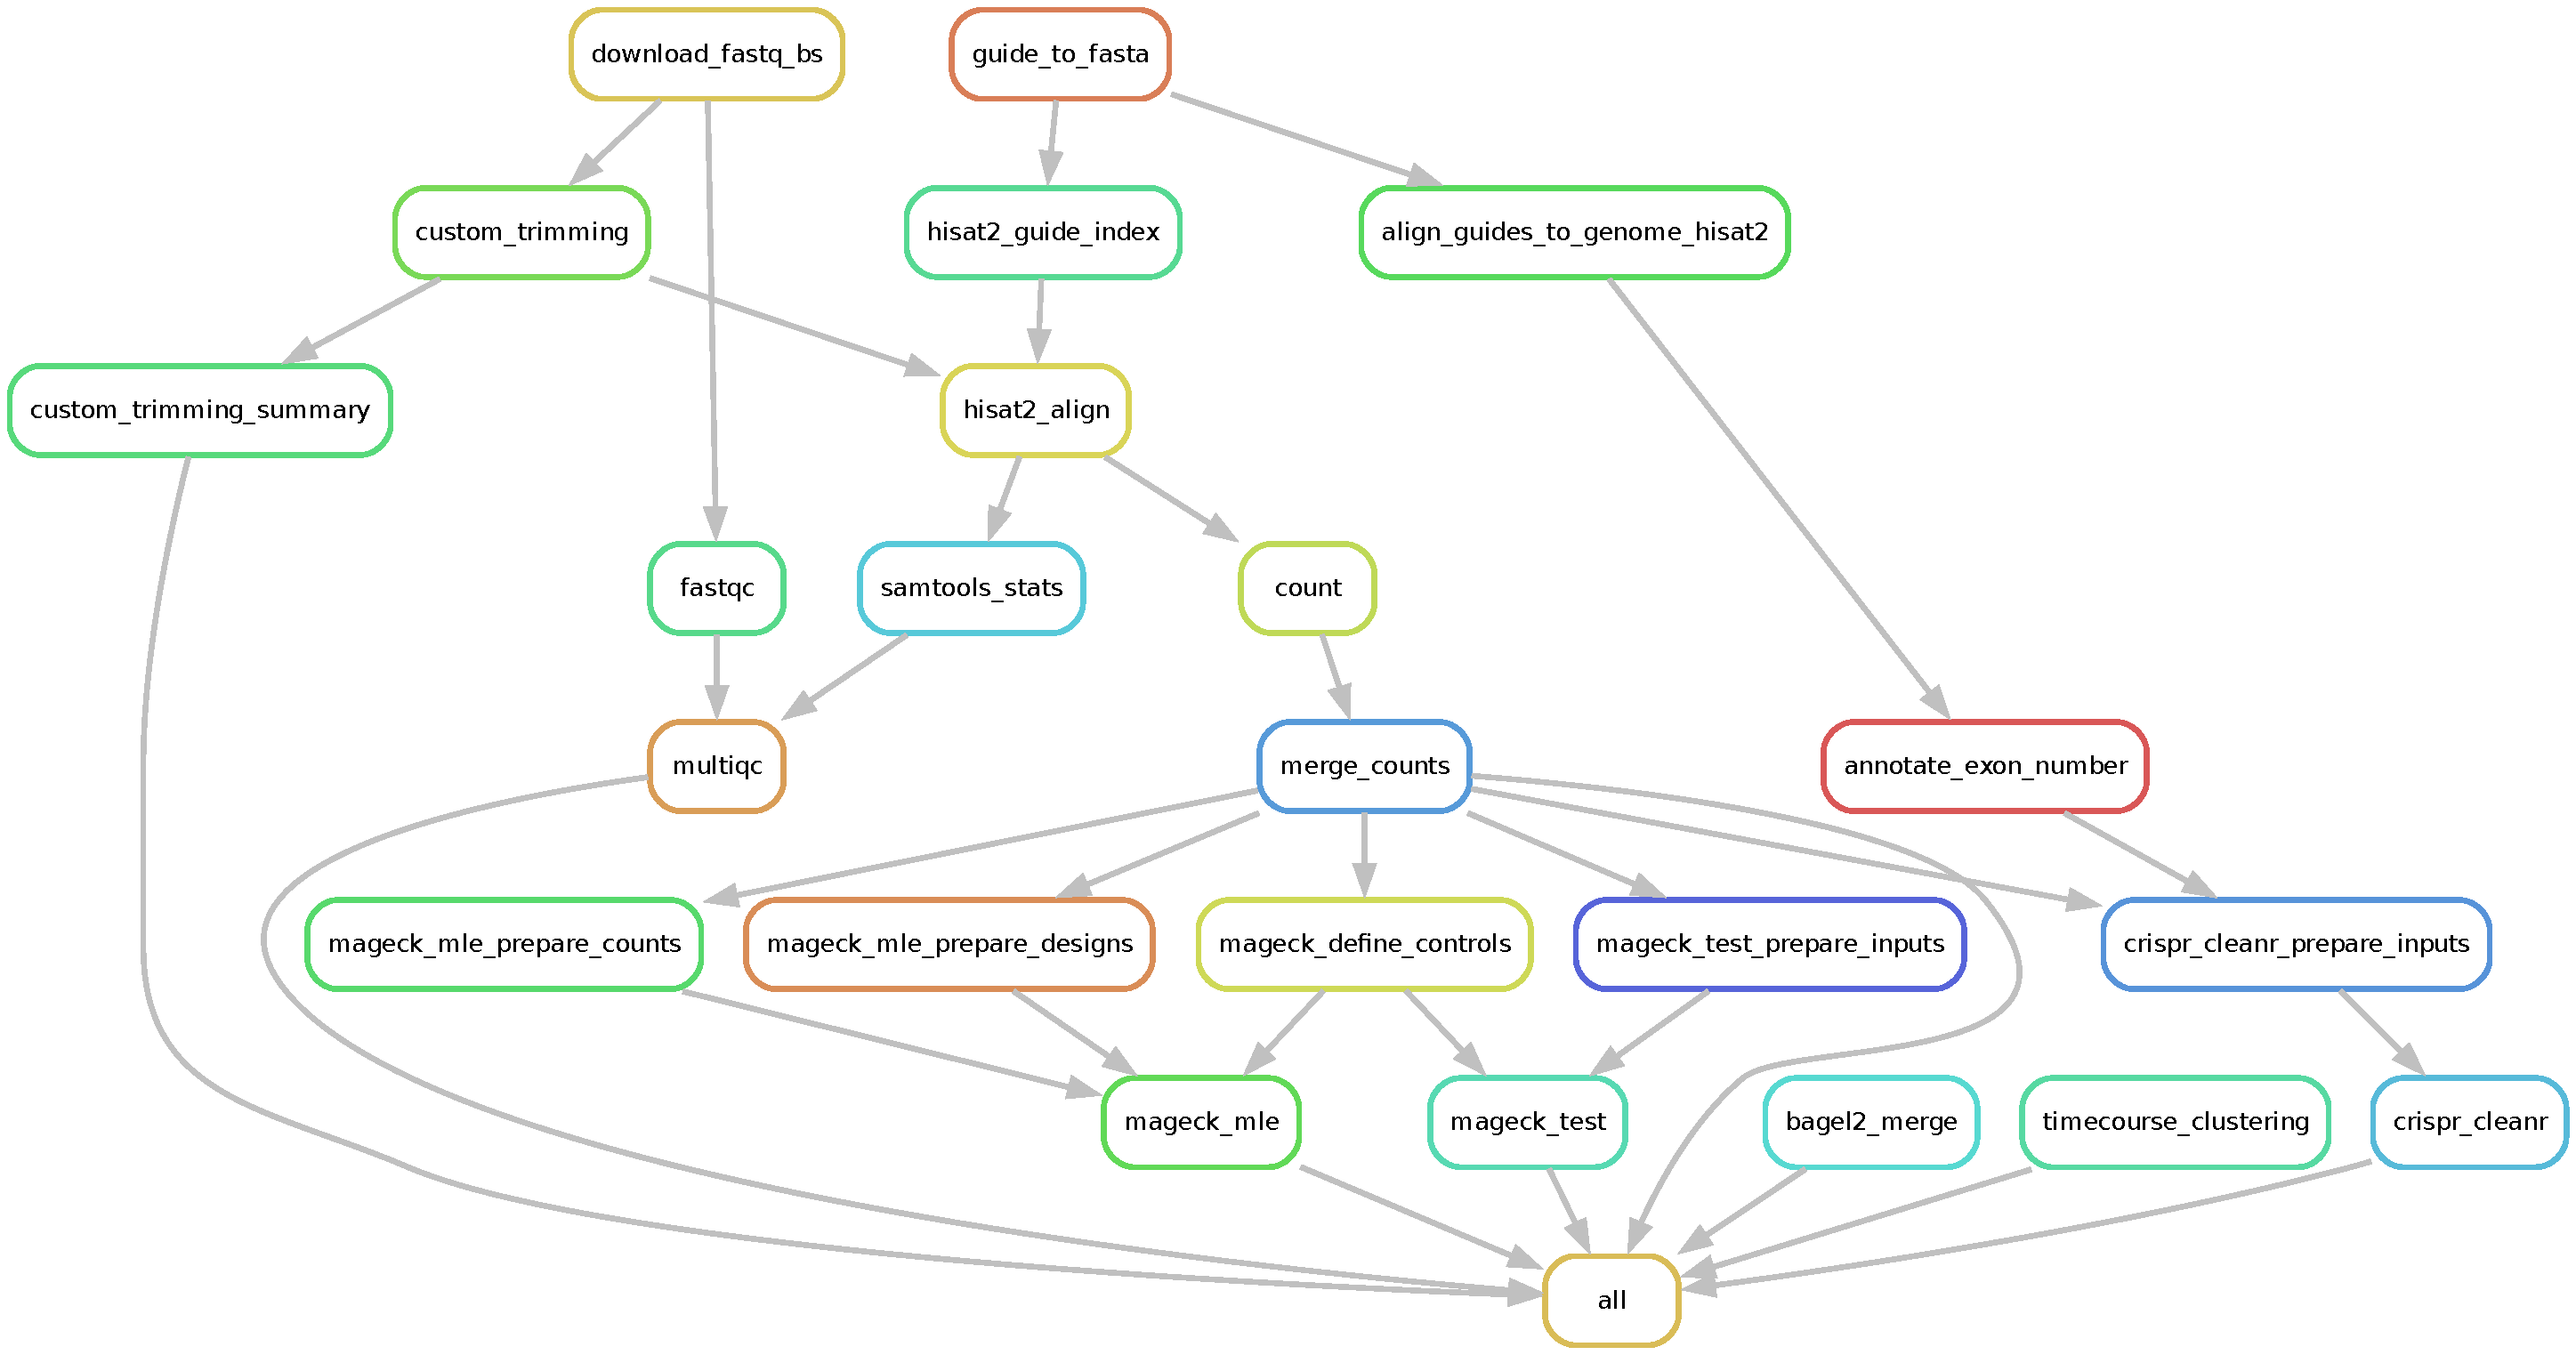 download_fastq_bs
guide_to_fasta
custom_trimming
hisat2_guide_index
align_guides_to_genome_hisat2
custom_trimming_summary
hisat2_align
fastqc
samtools_stats
count
multiqc
merge_counts
annotate_exon_number
mageck_mle_prepare_counts
mageck_mle_prepare_designs
mageck_define_controls
mageck_test_prepare_inputs
crispr_cleanr_prepare_inputs
mageck_mle
mageck_test
bagel2_merge
timecourse_clustering
crispr_cleanr
all